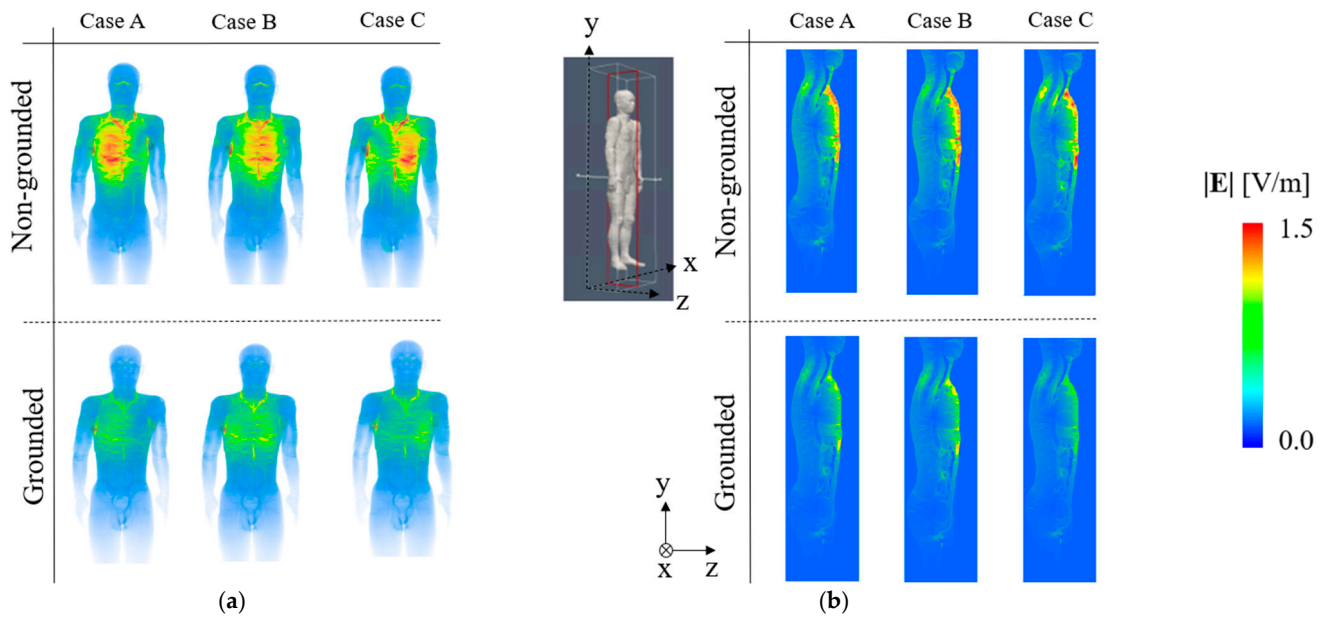 Case A Case B Case C
Non-grounded
Grounded
(a)
y
x
z
y
x z
Case A Case B Case C
Non-grounded
Grounded
(b)
|E| [V/m]
1.5
0.0